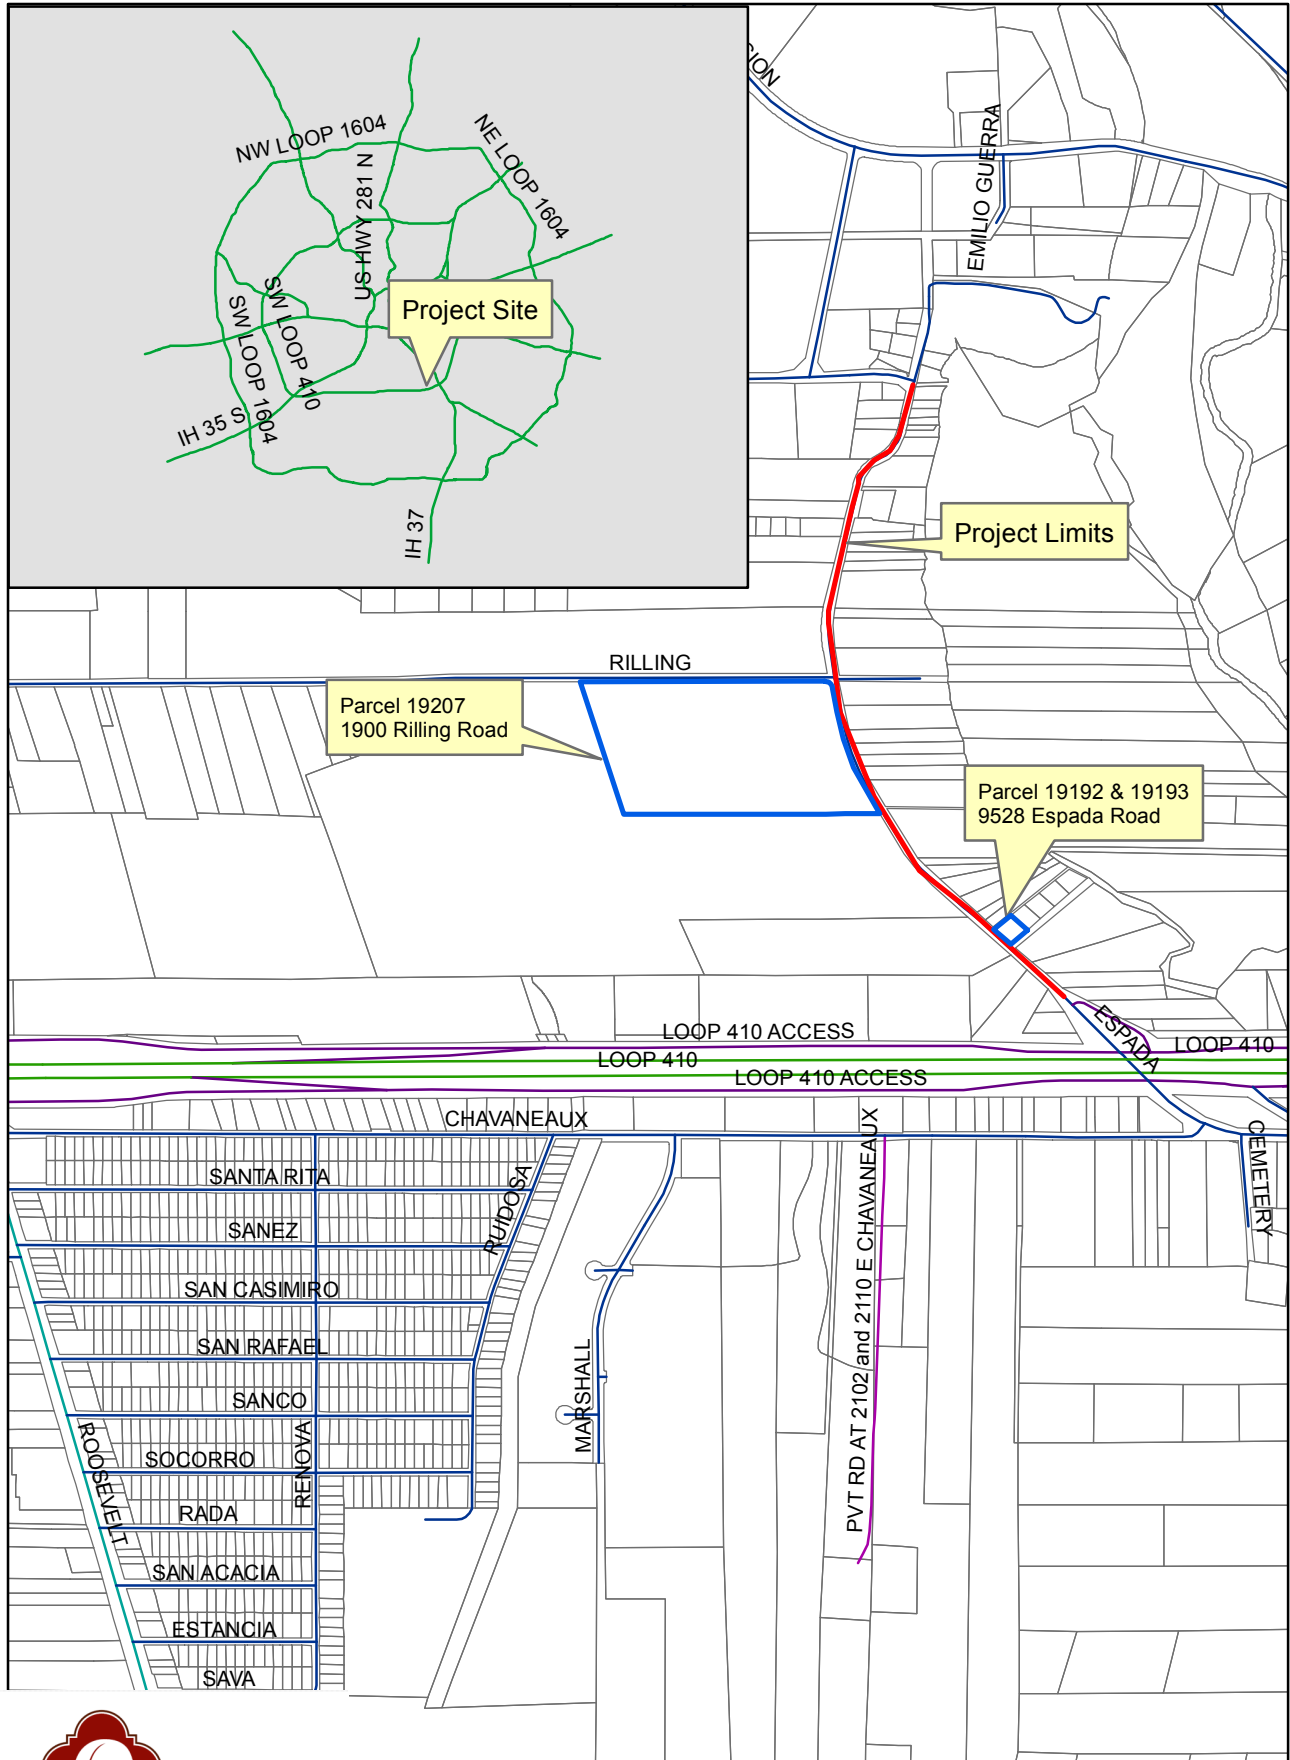 NW LOOP 1604
NE LOOP 1604
US HWY 281 N
SW LOOP 410
SW LOOP 1604
Project Site
IH 35 S
IH 37
SION
EMILIO GUERRA
Project Limits
RILLING
Parcel 19207
1900 Rilling Road
Parcel 19192 & 19193
9528 Espada Road
ESPADA
LOOP 410 ACCESS
LOOP 410
LOOP 410
LOOP 410 ACCESS
CHAVANEAUX
CEMETERY
SANTA RITA
RUIDOSA
SANEZ
SAN CASIMIRO
SAN RAFAEL
SANCO
MARSHALL
PVT RD AT 2102 and 2110 E CHAVANEAUX
ROOSEVELT
RENOVA
SOCORRO
RADA
SAN ACACIA
ESTANCIA
SAVA